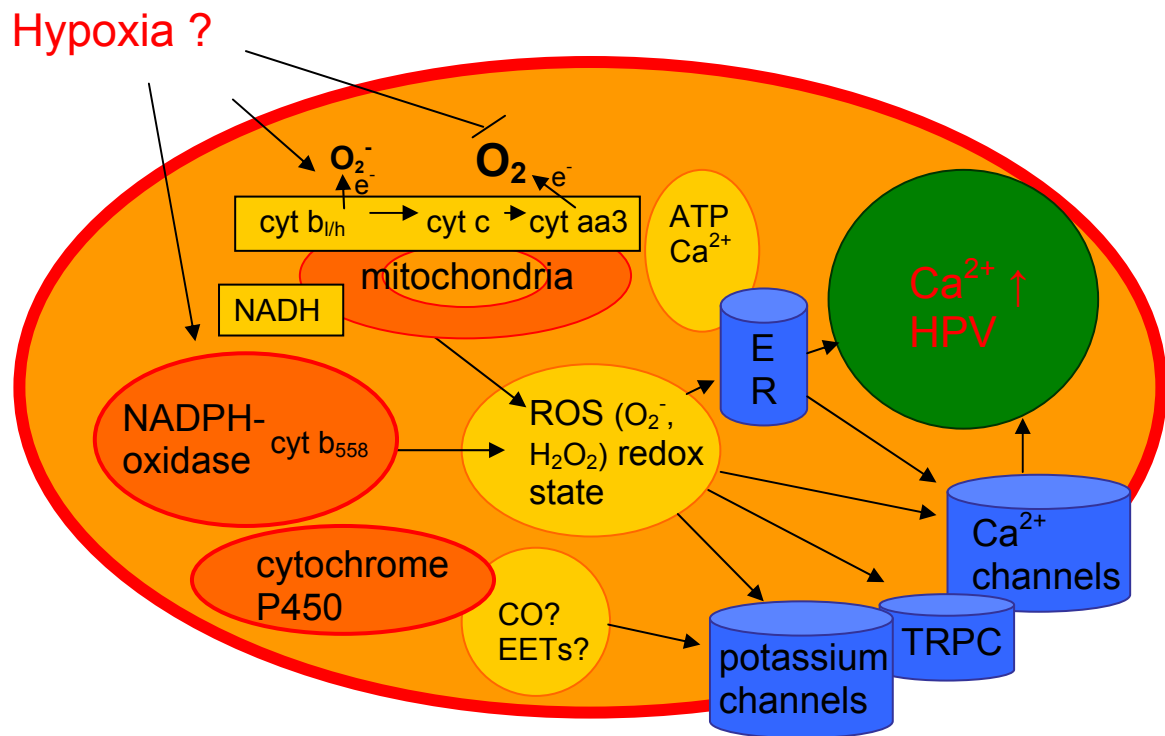 Hypoxia ?
O₂⁻
e⁻
O₂ e⁻
cyt b_l/h
cyt c
cyt aa3
mitochondria
NADH
ATP
Ca²⁺
Ca²⁺ ↑
HPV
E
R
NADPH-
oxidase
cyt b₅₅₈
ROS (O₂⁻,
H₂O₂) redox
state
cytochrome
P450
CO?
EETs?
potassium
channels
TRPC
Ca²⁺
channels